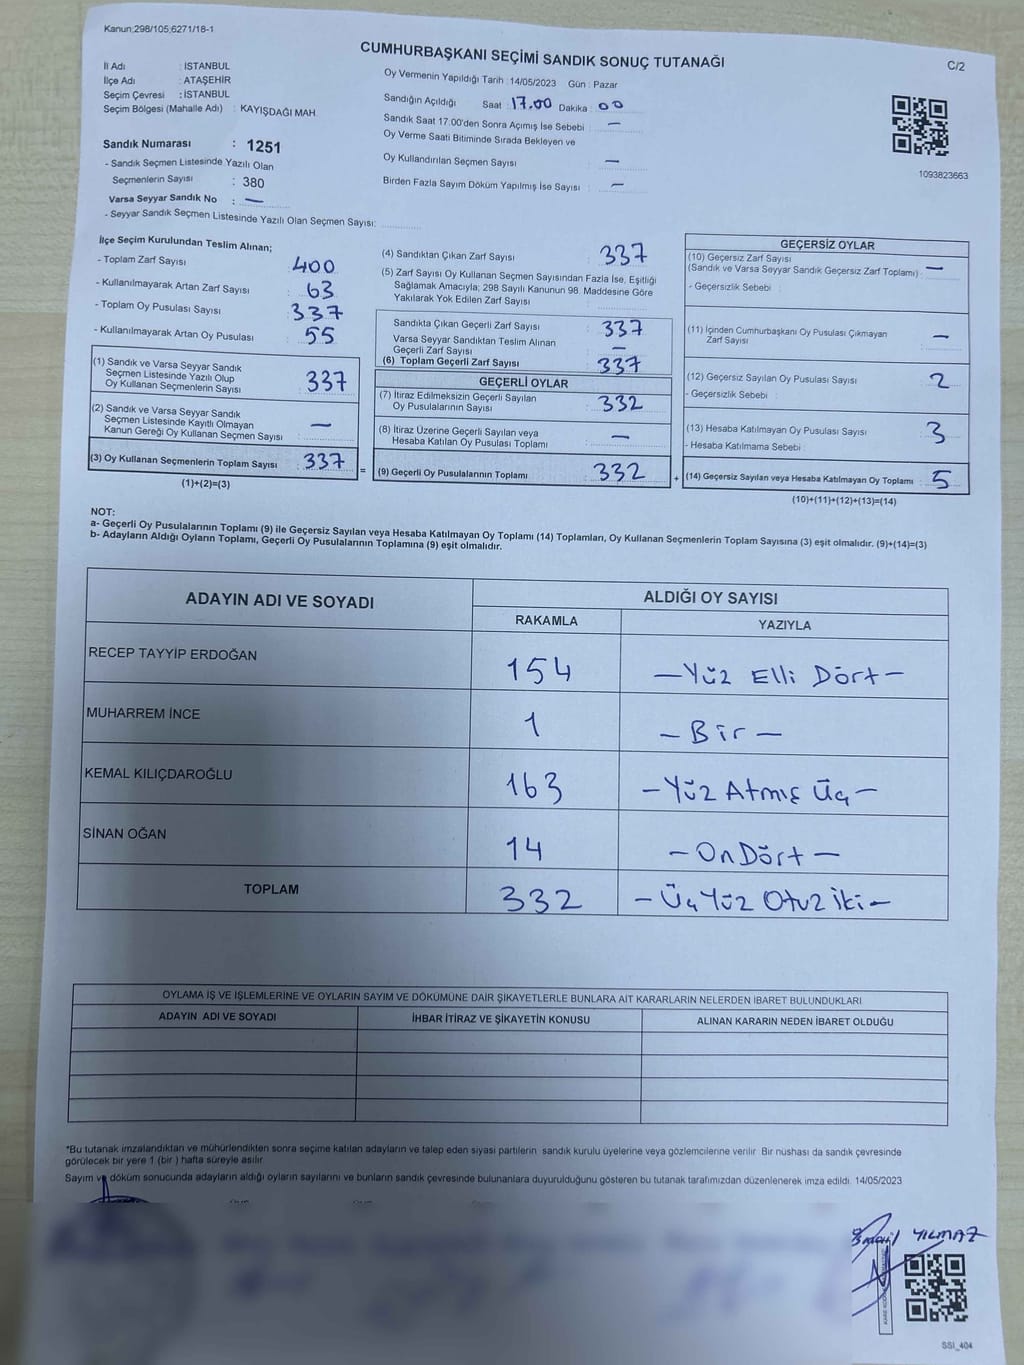 Kanun;298/105,6271/18-1
CUMHURBAŞKANI SEÇİMİ SANDIK SONUÇ TUTANAĞI
C/2
İl Adı : İSTANBUL
İlçe Adı : ATAŞEHİR
Seçim Çevresi : İSTANBUL
Seçim Bölgesi (Mahalle Adı) : KAYIŞDAĞI MAH.
Oy Vermenin Yapıldığı Tarih : 14/05/2023 Gün : Pazar
Sandığın Açıldığı Saat : 17.00 Dakika : 00
Sandık Saat 17.00'den Sonra Açmış İse Sebebi : —
Oy Verme Saati Bitiminde Sırada Bekleyen ve
Oy Kullandırılan Seçmen Sayısı : —
Birden Fazla Sayım Döküm Yapılmış İse Sayısı : —
1093823663
Sandık Numarası : 1251
- Sandık Seçmen Listesinde Yazılı Olan
Seçmenlerin Sayısı : 380
Varsa Seyyar Sandık No : —
- Seyyar Sandık Seçmen Listesinde Yazılı Olan Seçmen Sayısı:
İlçe Seçim Kurulundan Teslim Alınan;
- Toplam Zarf Sayısı : 400
- Kullanılmayarak Artan Zarf Sayısı : 63
- Toplam Oy Pusulası Sayısı : 337
- Kullanılmayarak Artan Oy Pusulası : 55
(1) Sandık ve Varsa Seyyar Sandık
Seçmen Listesinde Yazılı Olup
Oy Kullanan Seçmenlerin Sayısı : 337
(2) Sandık ve Varsa Seyyar Sandık
Seçmen Listesinde Kayıtlı Olmayan
Kanun Gereği Oy Kullanan Seçmen Sayısı : —
(3) Oy Kullanan Seçmenlerin Toplam Sayısı : 337
(1)+(2)=(3)
=
(4) Sandıktan Çıkan Zarf Sayısı : 337
(5) Zarf Sayısı Oy Kullanan Seçmen Sayısından Fazla İse, Eşitliği
Sağlamak Amacıyla; 298 Sayılı Kanunun 98. Maddesine Göre
Yakılarak Yok Edilen Zarf Sayısı :
Sandıkta Çıkan Geçerli Zarf Sayısı : 337
Varsa Seyyar Sandıktan Teslim Alınan
Geçerli Zarf Sayısı : —
(6) Toplam Geçerli Zarf Sayısı : 337
GEÇERLİ OYLAR
(7) İtiraz Edilmeksizin Geçerli Sayılan
Oy Pusulalarının Sayısı : 332
(8) İtiraz Üzerine Geçerli Sayılan veya
Hesaba Katılan Oy Pusulası Toplamı : —
(9) Geçerli Oy Pusulalarının Toplamı : 332
+
GEÇERSİZ OYLAR
(10) Geçersiz Zarf Sayısı
(Sandık ve Varsa Seyyar Sandık Geçersiz Zarf Toplamı) : —
- Geçersizlik Sebebi :
(11) İçinden Cumhurbaşkanı Oy Pusulası Çıkmayan
Zarf Sayısı : —
(12) Geçersiz Sayılan Oy Pusulası Sayısı : 2
- Geçersizlik Sebebi :
(13) Hesaba Katılmayan Oy Pusulası Sayısı : 3
- Hesaba Katılmama Sebebi :
(14) Geçersiz Sayılan veya Hesaba Katılmayan Oy Toplamı : 5
(10)+(11)+(12)+(13)=(14)
NOT:
a- Geçerli Oy Pusulalarının Toplamı (9) ile Geçersiz Sayılan veya Hesaba Katılmayan Oy Toplamı (14) Toplamları, Oy Kullanan Seçmenlerin Toplam Sayısına (3) eşit olmalıdır. (9)+(14)=(3)
b- Adayların Aldığı Oyların Toplamı, Geçerli Oy Pusulalarının Toplamına (9) eşit olmalıdır.
ADAYIN ADI VE SOYADI ALDIĞI OY SAYISI
RAKAMLA YAZIYLA
RECEP TAYYİP ERDOĞAN 154 —Yüz Elli Dört—
MUHARREM İNCE 1 —Bir—
KEMAL KILIÇDAROĞLU 163 —Yüz Atmış Üç—
SİNAN OĞAN 14 —On Dört—
TOPLAM 332 —Üç Yüz Otuz iki—
OYLAMA İŞ VE İŞLEMLERİNE VE OYLARIN SAYIM VE DÖKÜMÜNE DAİR ŞİKAYETLERLE BUNLARA AİT KARARLARIN NELERDEN İBARET BULUNDUKLARI
ADAYIN ADI VE SOYADI İHBAR İTİRAZ VE ŞİKAYETİN KONUSU ALINAN KARARIN NEDEN İBARET OLDUĞU
*Bu tutanak imzalandıktan ve mühürlendikten sonra seçime katılan adayların ve talep eden siyasi partilerin sandık kurulu üyelerine veya gözlemcilerine verilir. Bir nüshası da sandık çevresinde
görülecek bir yere 1 (bir ) hafta süreyle asılır.
Sayım ve döküm sonucunda adayların aldığı oyların sayılarını ve bunların sandık çevresinde bulunanlara duyurulduğunu gösteren bu tutanak tarafımızdan düzenlenerek imza edildi. 14/05/2023
YILMAZ
SSI_404